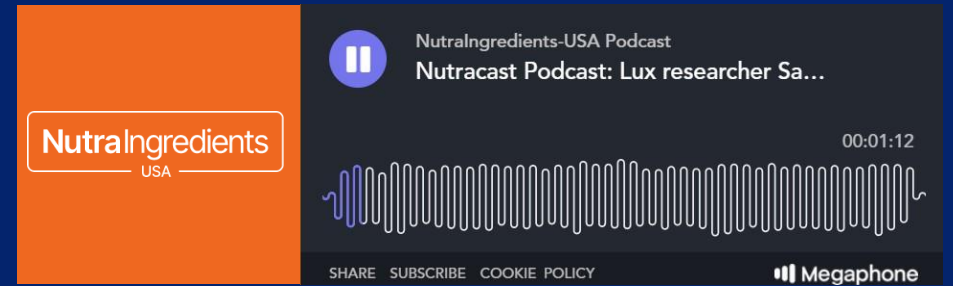 NutraIngredients
USA
NutraIngredients-USA Podcast
Nutracast Podcast: Lux researcher Sa...
00:01:12
SHARE SUBSCRIBE COOKIE POLICY
Megaphone